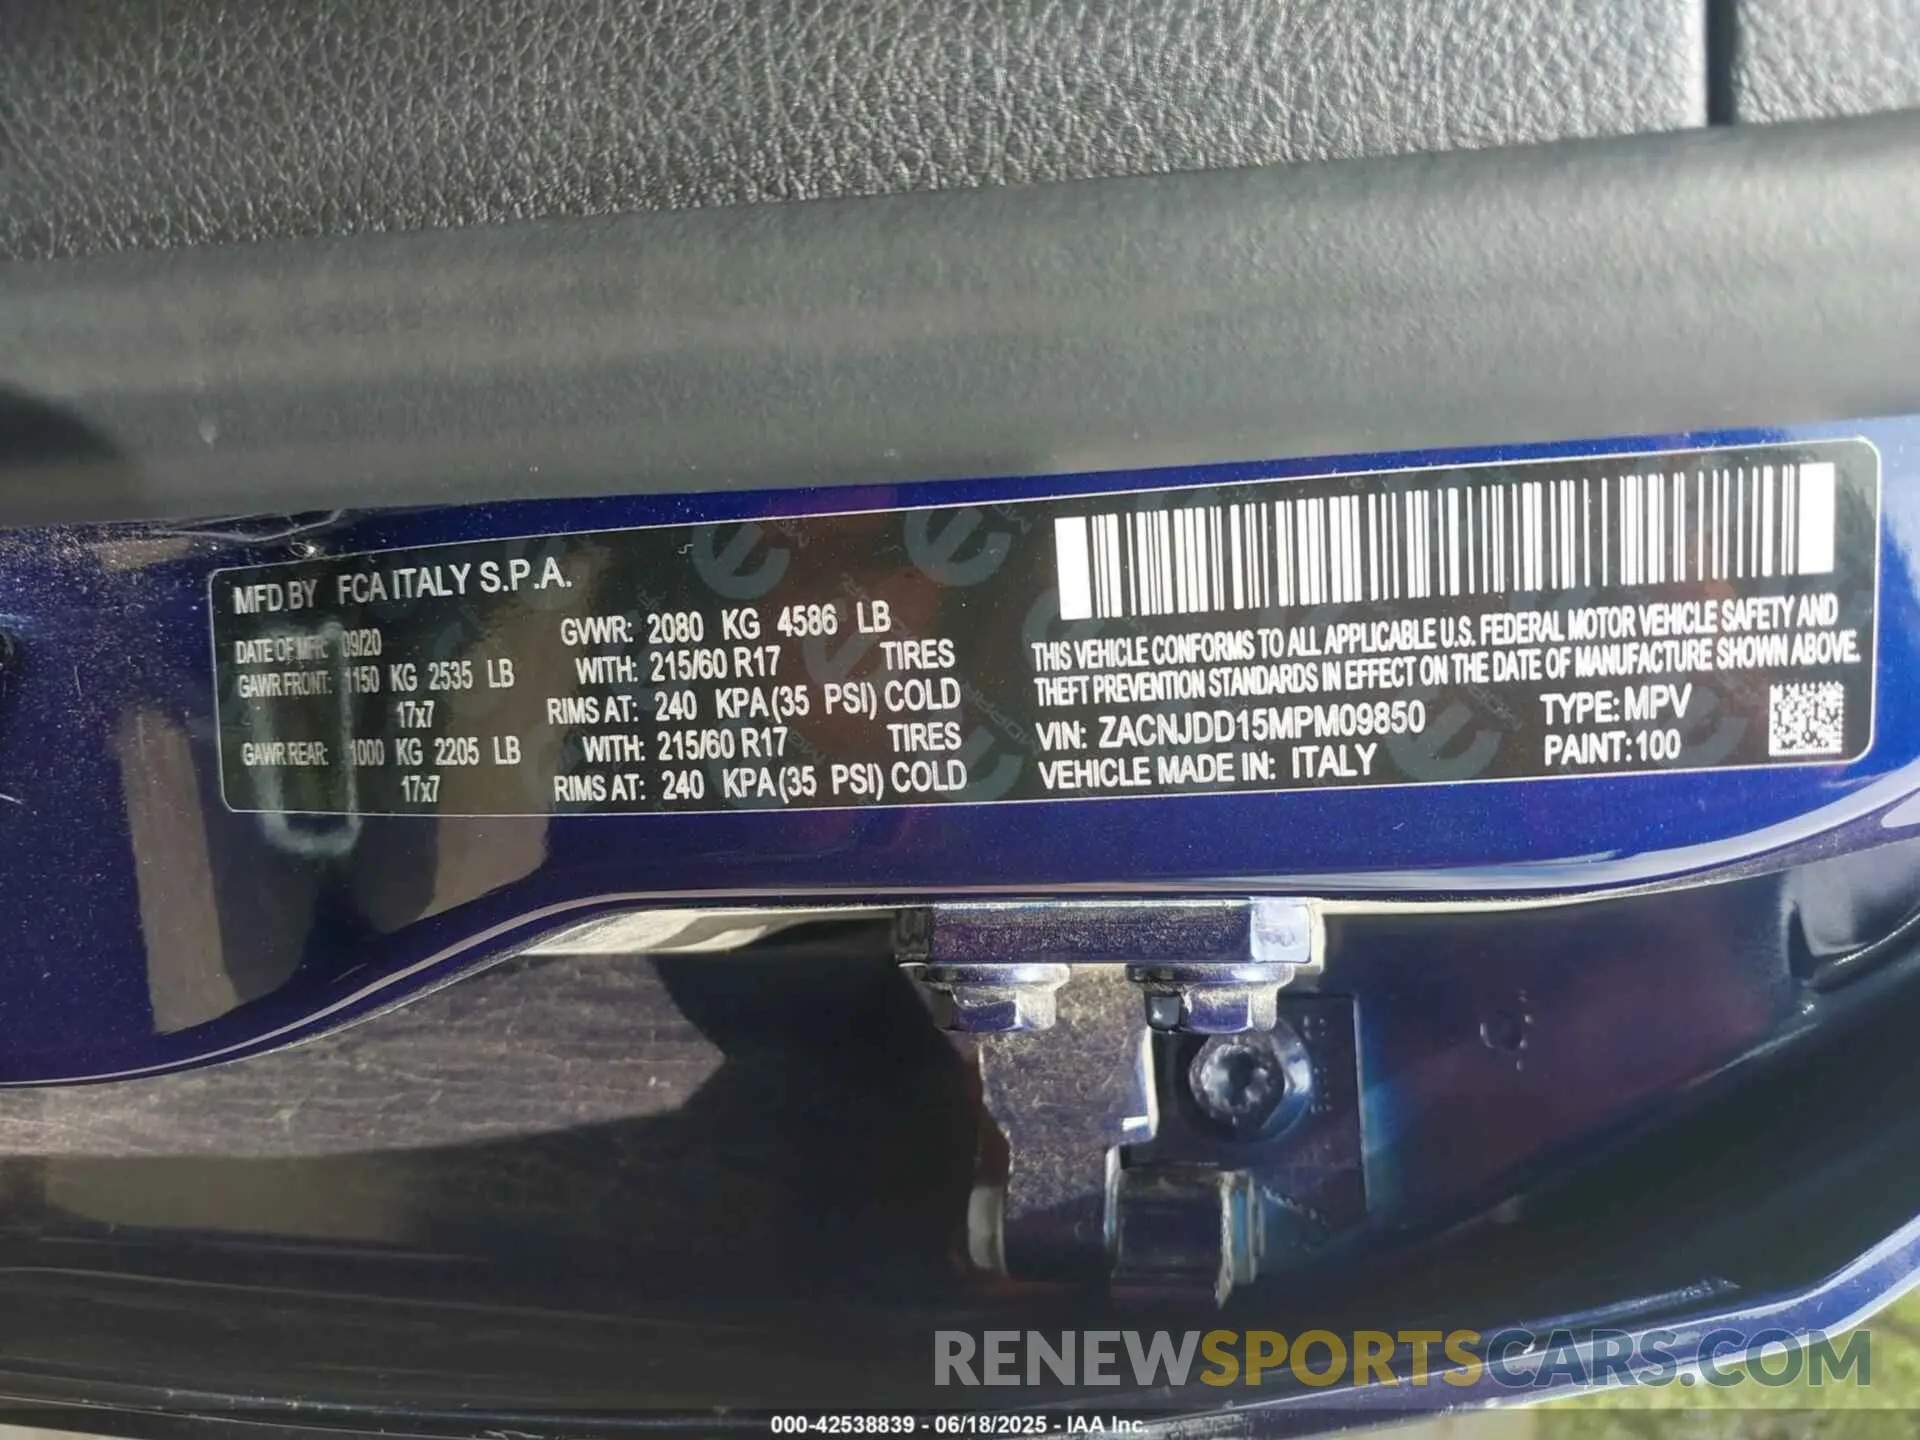 MFD.BY FCA ITALY S.P.A.
DATE OF MFR: 09/20 GVWR: 2080 KG 4586 LB
GAWR FRONT: 1150 KG 2535 LB WITH: 215/60 R17 TIRES
17x7 RIMS AT: 240 KPA (35 PSI) COLD
GAWR REAR: 1000 KG 2205 LB WITH: 215/60 R17 TIRES
17x7 RIMS AT: 240 KPA (35 PSI) COLD
THIS VEHICLE CONFORMS TO ALL APPLICABLE U.S. FEDERAL MOTOR VEHICLE SAFETY AND
THEFT PREVENTION STANDARDS IN EFFECT ON THE DATE OF MANUFACTURE SHOWN ABOVE.
VIN: ZACNJDD15MPM09850 TYPE: MPV
VEHICLE MADE IN: ITALY PAINT: 100
RENEWSPORTSCARS.COM
000-42538839 - 06/18/2025 - IAA Inc.